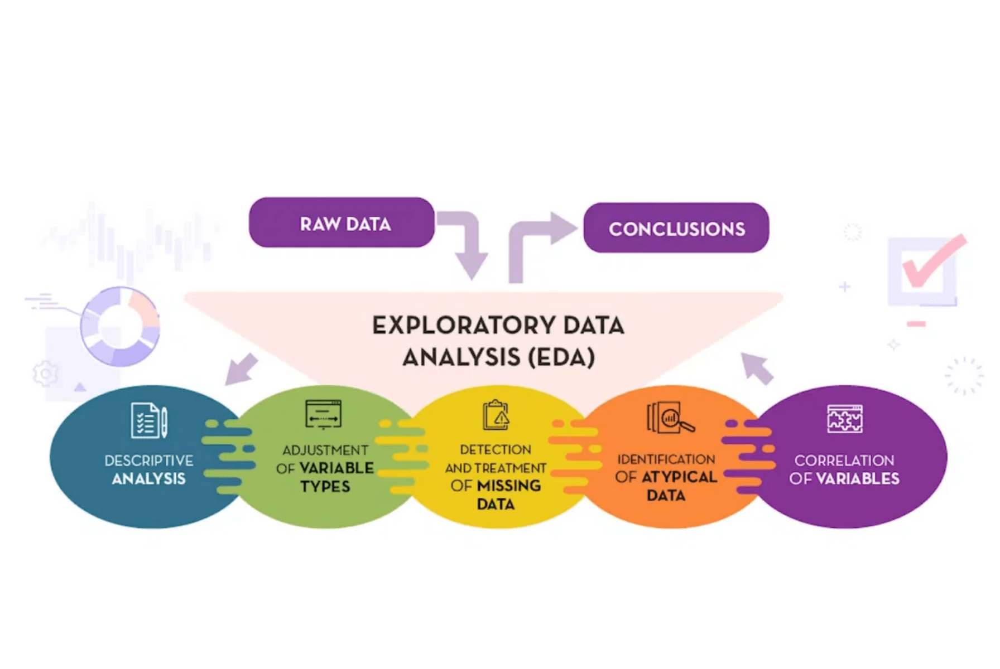 RAW DATA
CONCLUSIONS
EXPLORATORY DATA
ANALYSIS (EDA)
DESCRIPTIVE
ANALYSIS
ADJUSTMENT
OF VARIABLE
TYPES
DETECTION
AND TREATMENT
OF MISSING
DATA
IDENTIFICATION
OF ATYPICAL
DATA
CORRELATION
OF VARIABLES